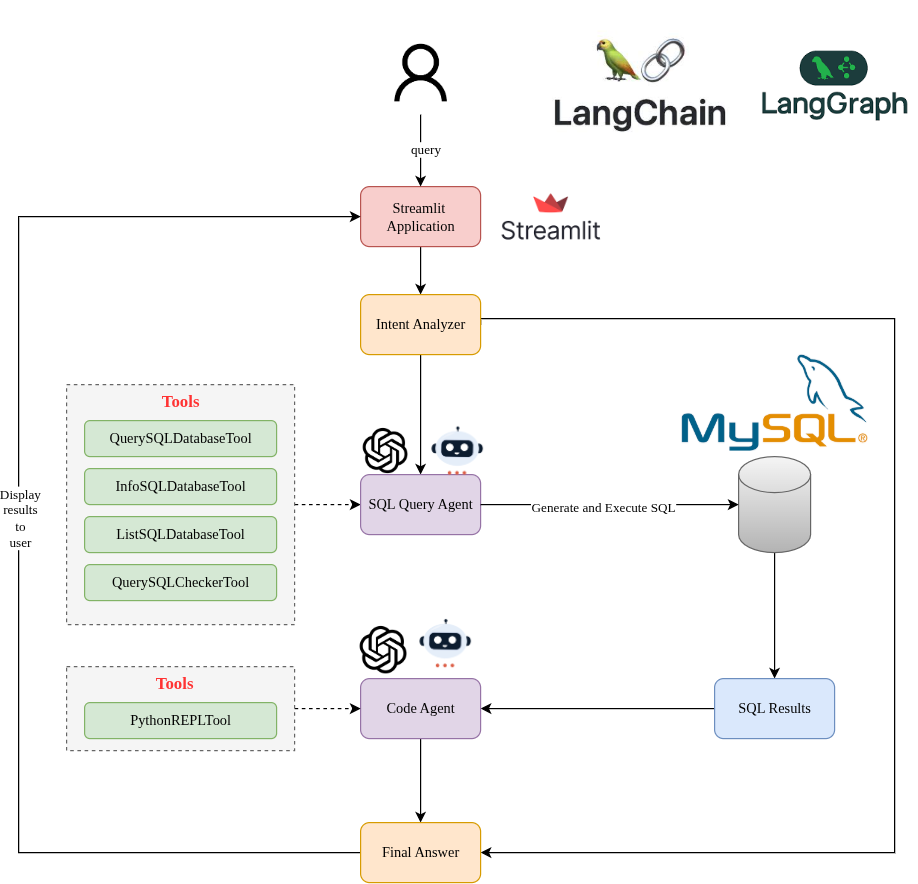 LangChain
LangGraph
query
Streamlit
Application
Streamlit
Intent Analyzer
Tools
QuerySQLDatabaseTool
InfoSQLDatabaseTool
ListSQLDatabaseTool
QuerySQLCheckerTool
MySQL®
SQL Query Agent
Generate and Execute SQL
Display
results
to
user
Tools
PythonREPLTool
Code Agent
SQL Results
Final Answer